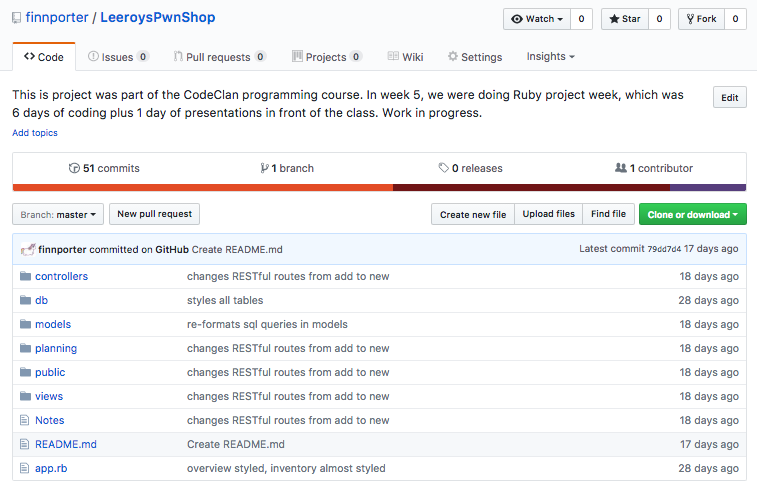 finnporter / LeeroysPwnShop
Watch 0 Star 0 Fork 0
Code Issues 0 Pull requests 0 Projects 0 Wiki Settings Insights
This is project was part of the CodeClan programming course. In week 5, we were doing Ruby project week, which was
6 days of coding plus 1 day of presentations in front of the class. Work in progress.
Edit
Add topics
51 commits 1 branch 0 releases 1 contributor
Branch: master New pull request Create new file Upload files Find file Clone or download
finnporter committed on GitHub Create README.md Latest commit 79dd7d4 17 days ago
controllers changes RESTful routes from add to new 18 days ago
db styles all tables 28 days ago
models re-formats sql queries in models 18 days ago
planning changes RESTful routes from add to new 18 days ago
public changes RESTful routes from add to new 18 days ago
views changes RESTful routes from add to new 18 days ago
Notes changes RESTful routes from add to new 18 days ago
README.md Create README.md 17 days ago
app.rb overview styled, inventory almost styled 28 days ago